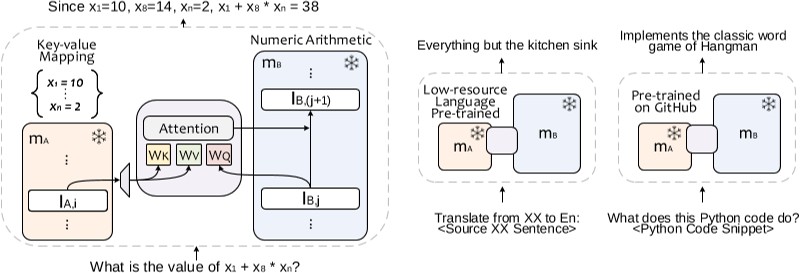 Since x₁=10, x₈=14, xₙ=2, x₁ + x₈ * xₙ = 38
Key-value
Mapping
x₁ = 10
⋮
xₙ = 2
mA
⋮
lA,i
⋮
Attention
WK WV WQ
Numeric Arithmetic
mB
⋮
lB,(j+1)
lB,j
⋮
What is the value of x₁ + x₈ * xₙ?
Everything but the kitchen sink
Low-resource
Language
Pre-trained
mA
mB
Translate from XX to En:
<Source XX Sentence>
Implements the classic word
game of Hangman
Pre-trained
on GitHub
mA
mB
What does this Python code do?
<Python Code Snippet>